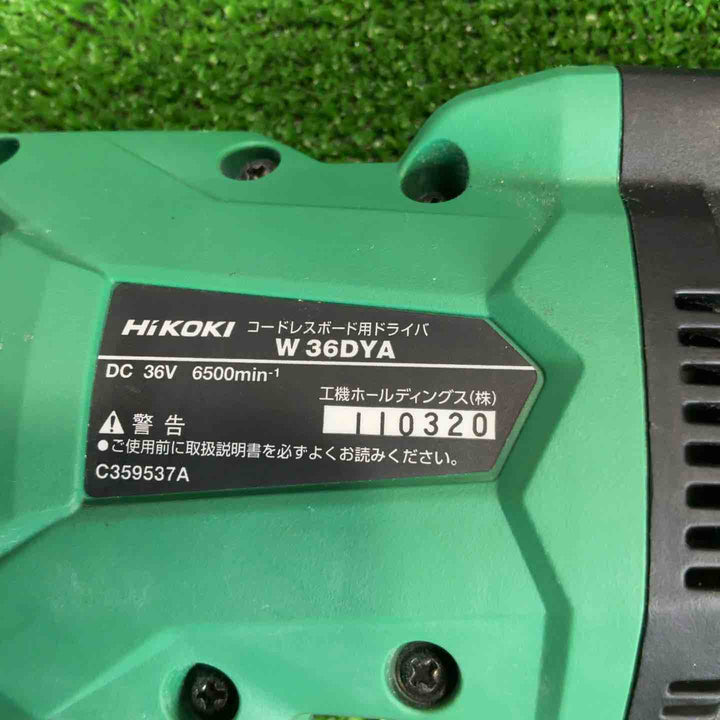 HiKOKI コードレスボード用ドライバ
W 36DYA
DC 36V 6500min⁻¹
工機ホールディングス(株)
110320
警告
●ご使用前に取扱説明書を必ずよくお読みください。
C359537A